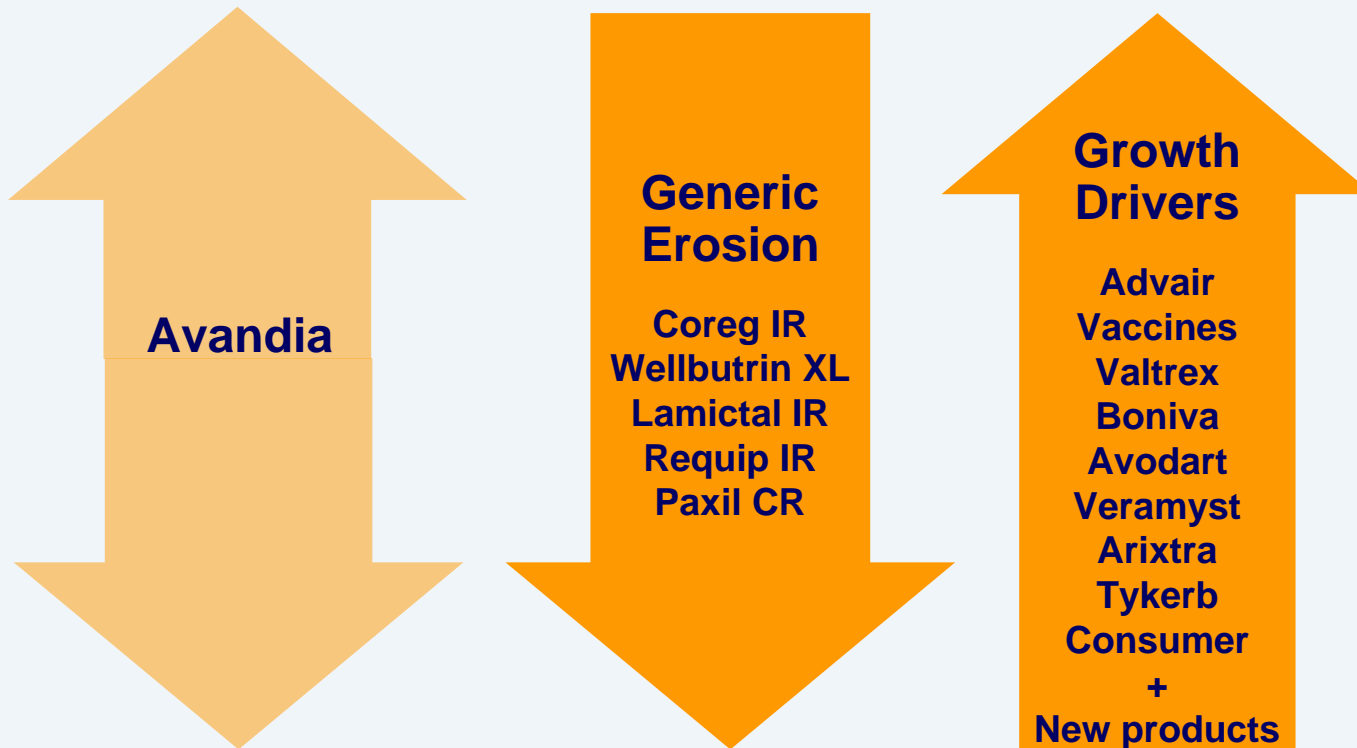 Avandia
Generic
Erosion
Coreg IR
Wellbutrin XL
Lamictal IR
Requip IR
Paxil CR
Growth
Drivers
Advair
Vaccines
Valtrex
Boniva
Avodart
Veramyst
Arixtra
Tykerb
Consumer
+
New products